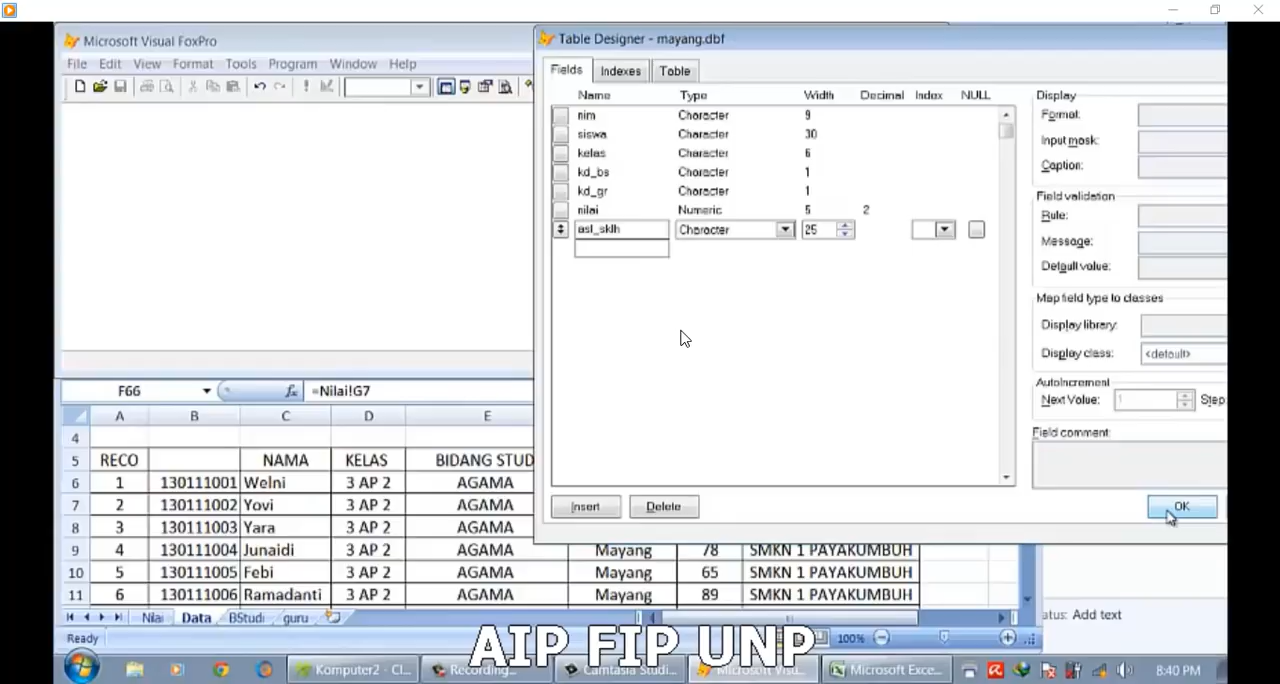 Microsoft Visual FoxPro
File Edit View Format Tools Program Window Help
Table Designer - mayang.dbf
Fields Indexes Table
Name Type Width Decimal Index NULL
nim Character 9
siswa Character 30
kelas Character 6
kd_bs Character 1
kd_gr Character 1
nilai Numeric 5 2
asl_sklh Character 25
Display
Format:
Input mask:
Caption:
Field validation
Rule:
Message:
Default value:
Map field type to classes
Display library:
Display class: <default>
AutoIncrement
Next Value: 1 Step:
Field comment:
Insert Delete OK
F66 fx =Nilai!G7
A B C D E
4
5 RECO NAMA KELAS BIDANG STUD
6 1 130111001 Welni 3 AP 2 AGAMA
7 2 130111002 Yovi 3 AP 2 AGAMA
8 3 130111003 Yara 3 AP 2 AGAMA
9 4 130111004 Junaidi 3 AP 2 AGAMA Mayang 78 SMKN 1 PAYAKUMBUH
10 5 130111005 Febi 3 AP 2 AGAMA Mayang 65 SMKN 1 PAYAKUMBUH
11 6 130111006 Ramadanti 3 AP 2 AGAMA Mayang 89 SMKN 1 PAYAKUMBUH
Nlai Data BStudi guru
atus: Add text
Ready 100%
AIP FIP UNP
Komputer2 - Cl... Recording... Camtasia Studi... Microsoft Visu... Microsoft Exce... 8:40 PM